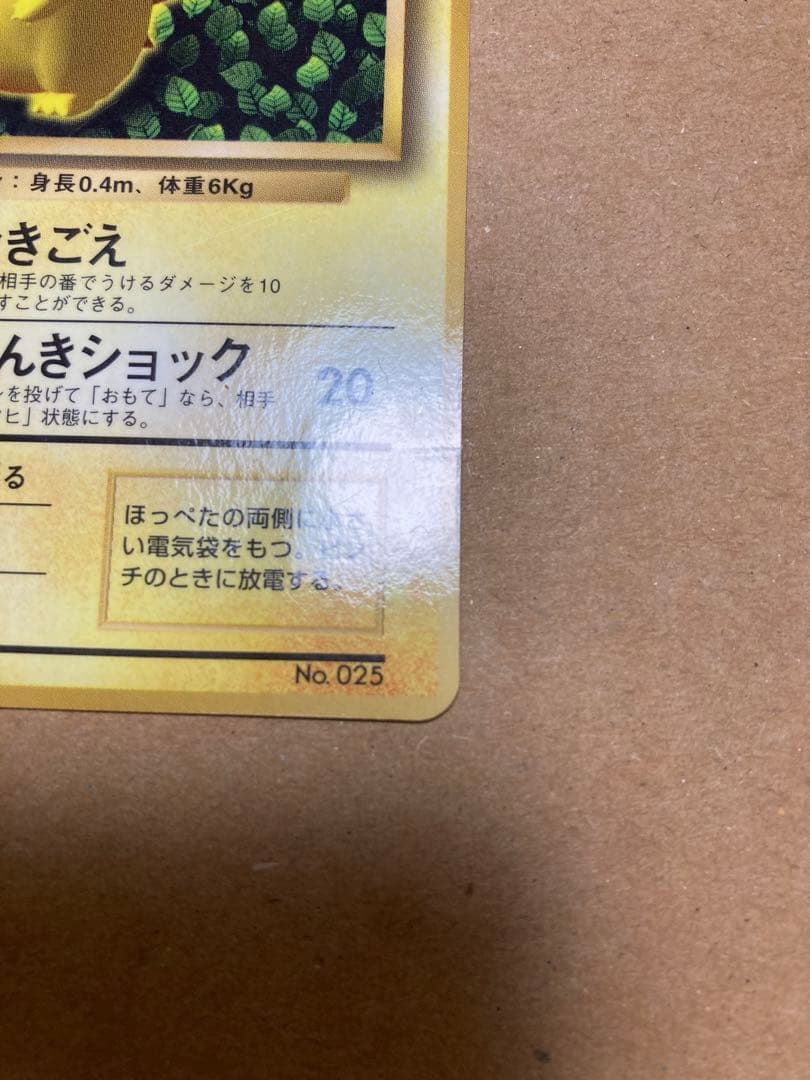 ：身長0.4m、体重6Kg
きごえ
相手の番でうけるダメージを10
すことができる。
んきショック
20
を投げて「おもて」なら、相手
ヒ」状態にする。
る
ほっぺたの両側に
い電気袋をもつ。
チのときに放電する。
No. 025